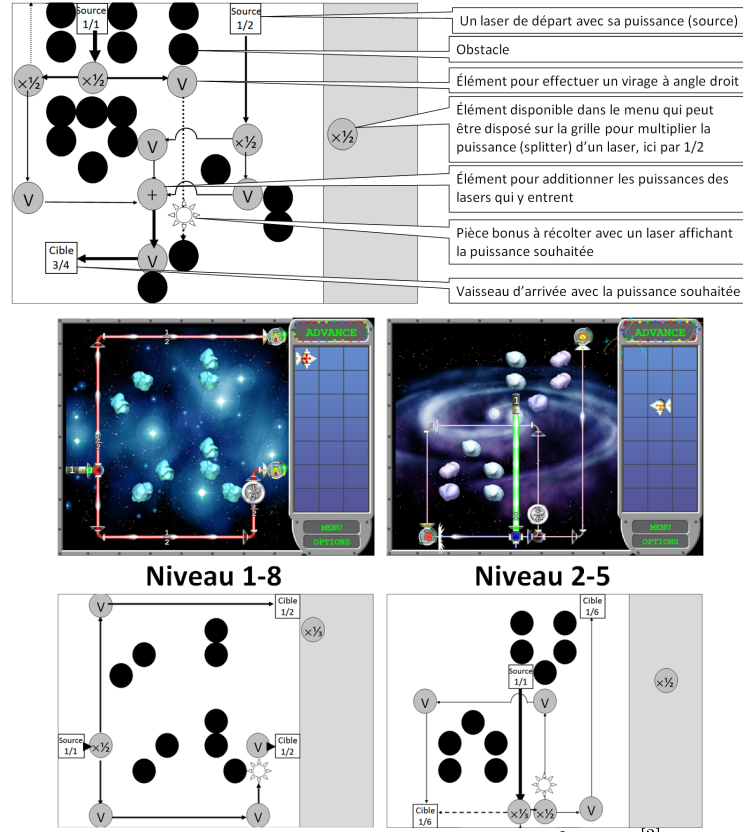 Source
1/1
Source
1/2
Un laser de départ avec sa puissance (source)
Obstacle
×½
×½
V
Élément pour effectuer un virage à angle droit
Élément disponible dans le menu qui peut
être disposé sur la grille pour multiplier la
puissance (splitter) d'un laser, ici par 1/2
V
×½
×½
V
+
V
Élément pour additionner les puissances des
lasers qui y entrent
Pièce bonus à récolter avec un laser affichant
la puissance souhaitée
Cible
3/4
V
Vaisseau d'arrivée avec la puissance souhaitée
ADVANCE
ADVANCE
1
2
1
1
1
2
MENU
OPTIONS
MENU
OPTIONS
Niveau 1-8
Niveau 2-5
V
Cible
1/2
×⅓
Cible
1/6
Source
1/1
×½
V
V
Source
1/1
×½
V
Cible
1/2
V
V
Cible
1/6
×⅓
×½
V